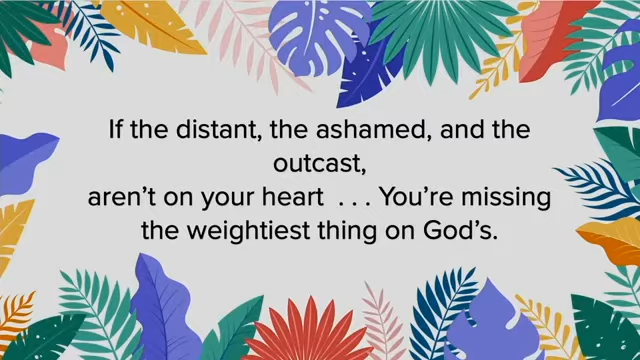 If the distant, the ashamed, and the
outcast,
aren’t on your heart  . . . You’re missing
the weightiest thing on God’s.